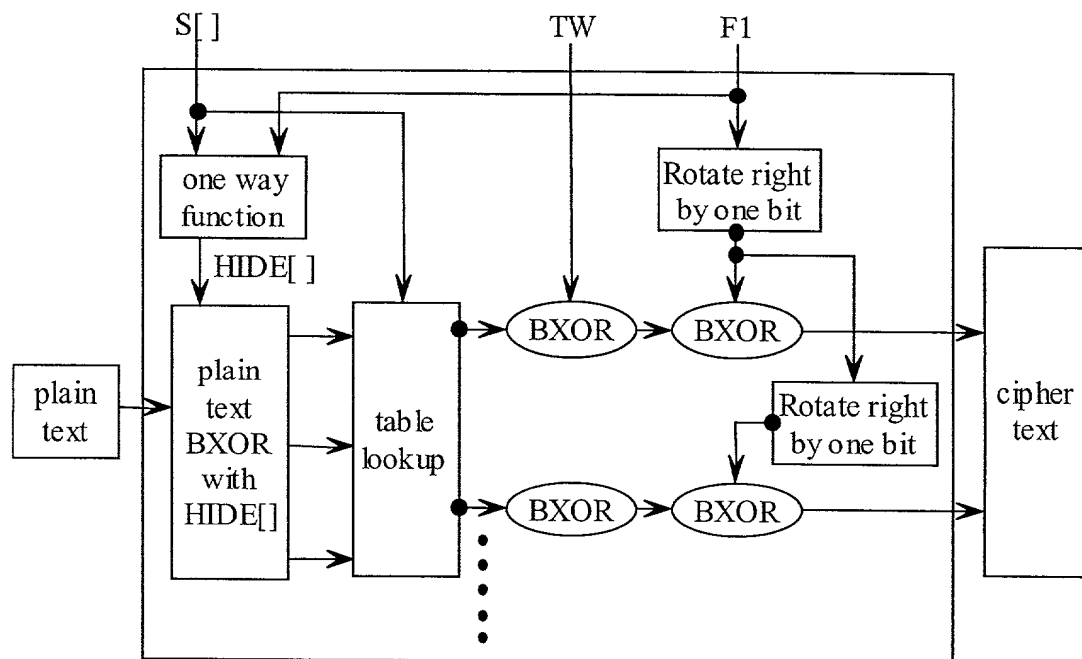 S[ ]
TW
F1
one way
function
Rotate right
by one bit
HIDE[ ]
BXOR
BXOR
plain
text
plain
text
BXOR
with
HIDE[]
table
lookup
Rotate right
by one bit
cipher
text
BXOR
BXOR